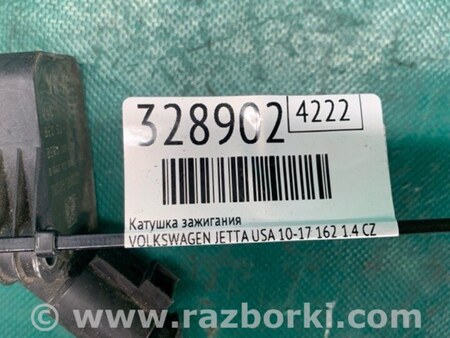 328902 4222
Катушка зажигания
VOLKSWAGEN JETTA USA 10-17 162 1.4 CZ
www.razborki.com